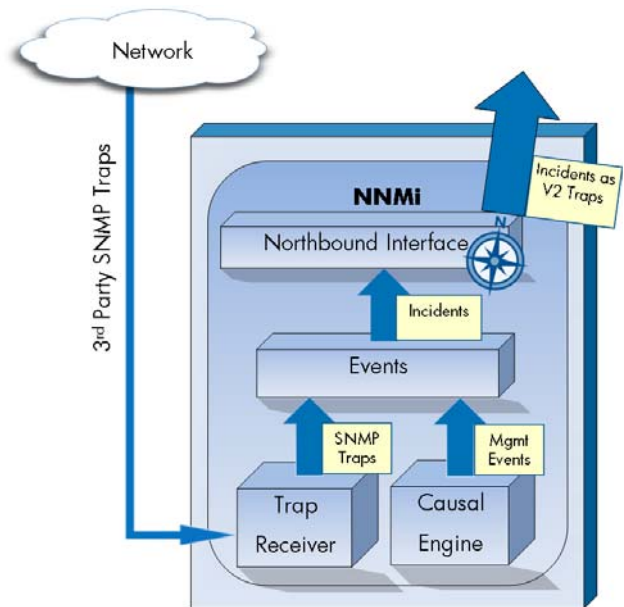 Network
3rd Party SNMP Traps
Incidents as
V2 Traps
NNMi
N
Northbound Interface
Incidents
Events
SNMP
Traps
Mgmt
Events
Trap
Receiver
Causal
Engine